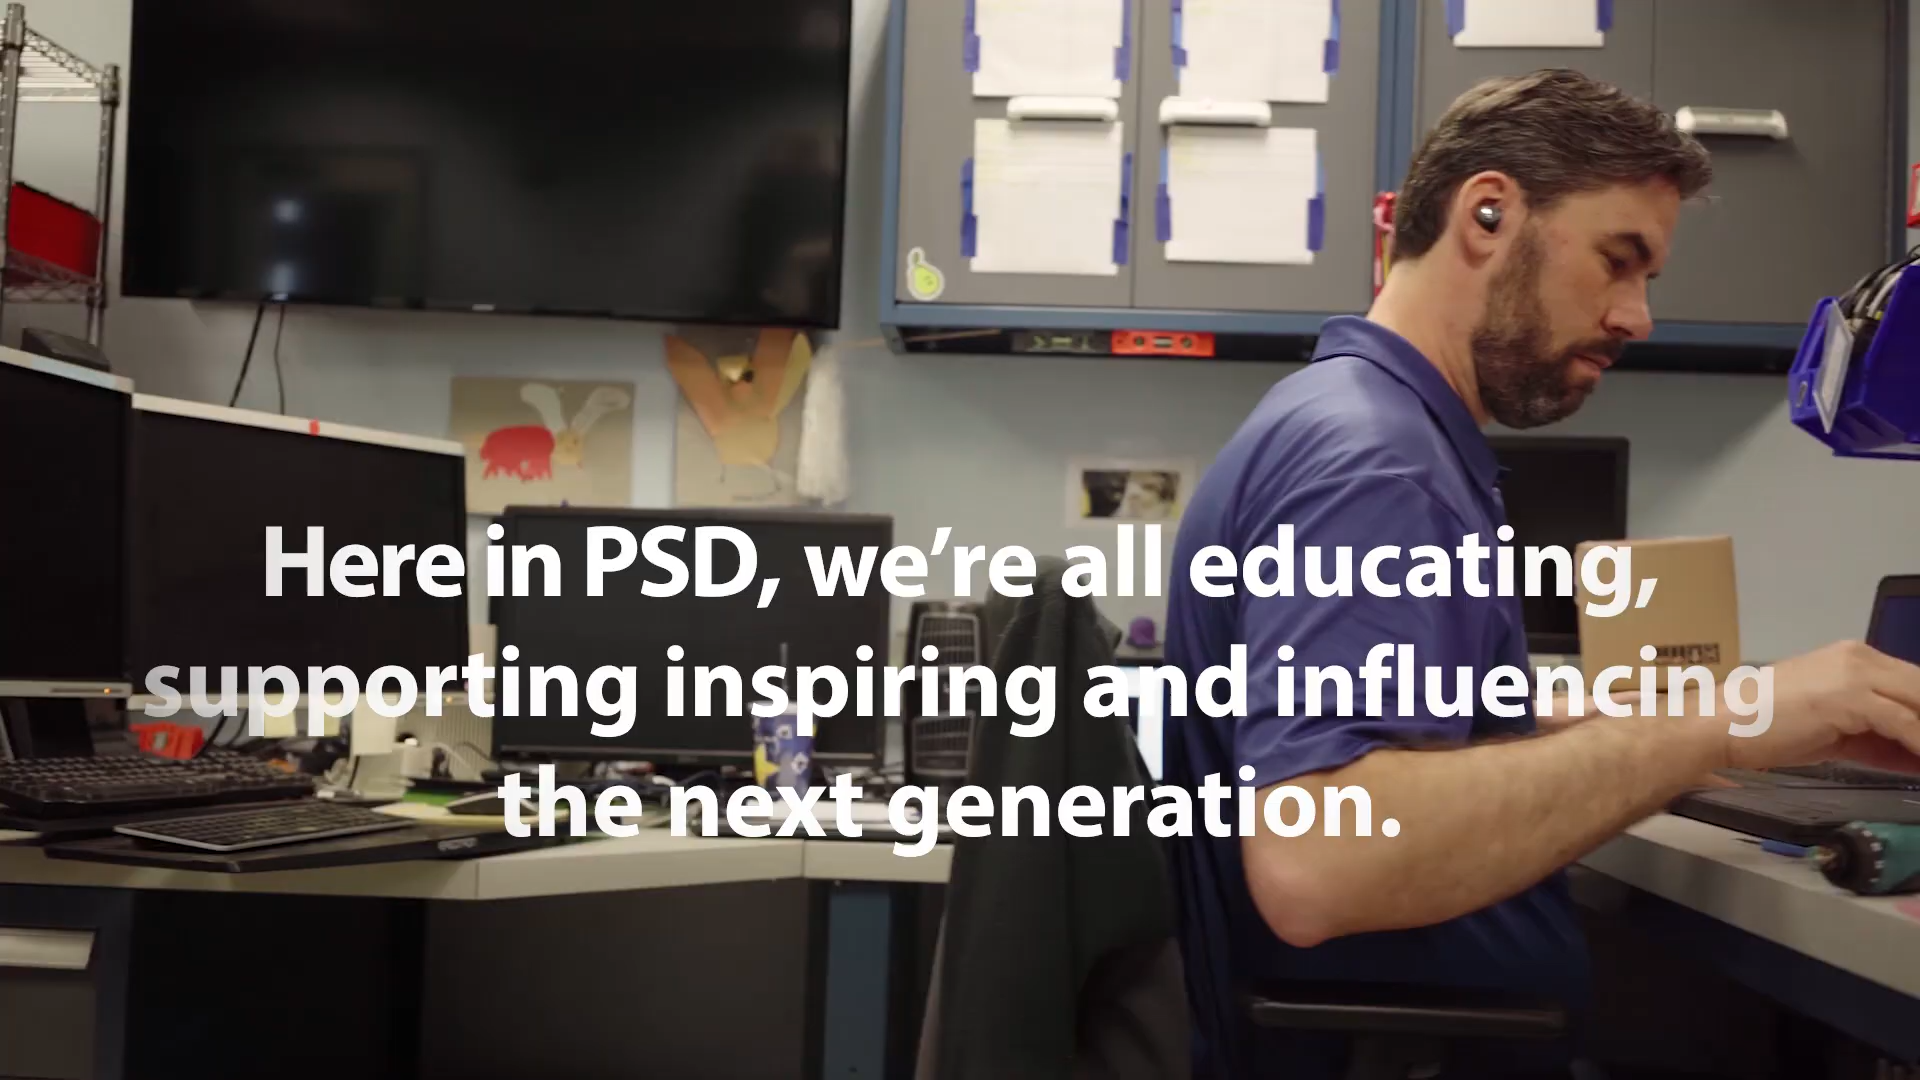 Here in PSD, we’re all educating,
supporting inspiring and influencing
the next generation.